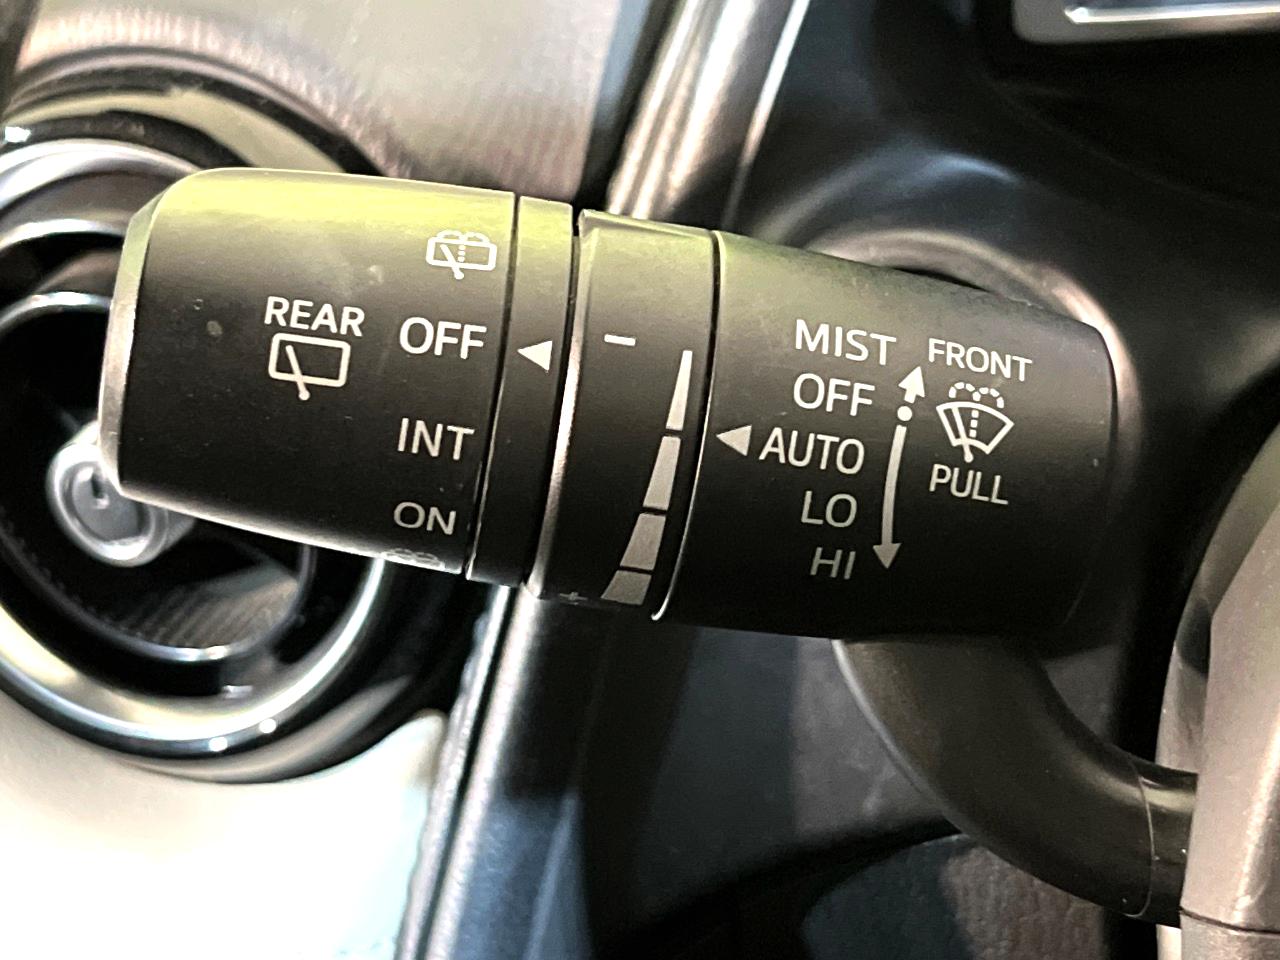 REAR
OFF
INT
ON
−
+
MIST
OFF
AUTO
LO
HI
FRONT
PULL